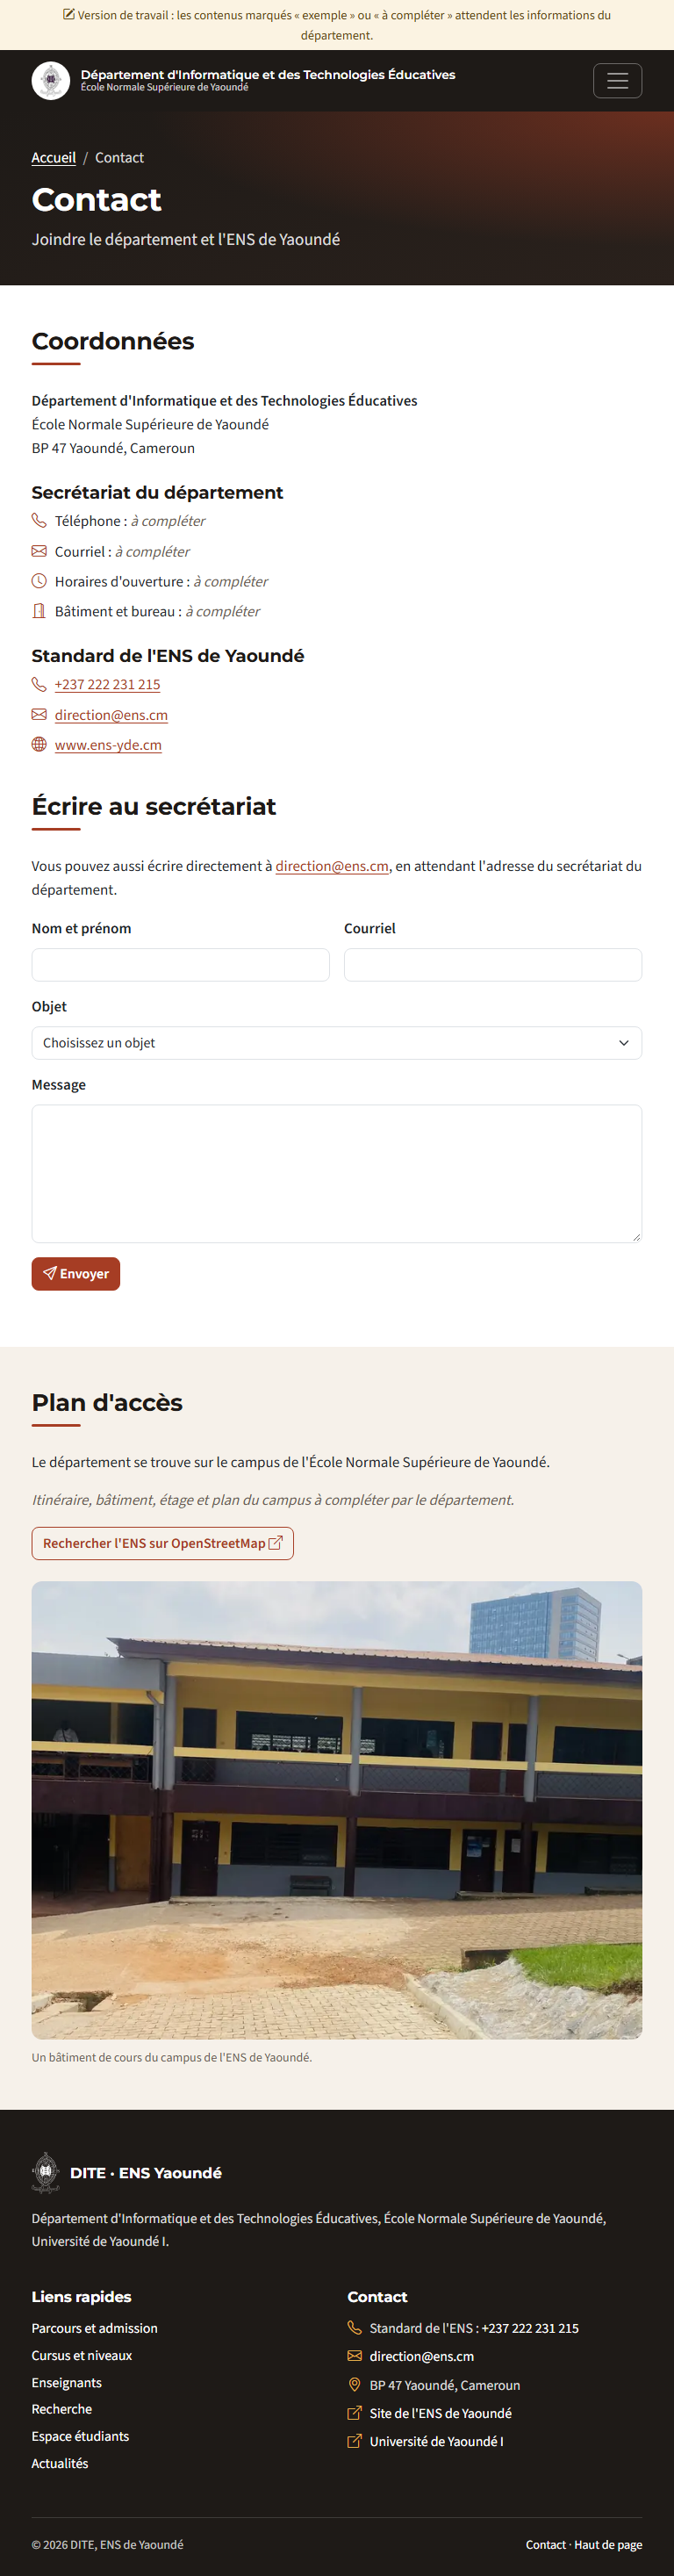 Version de travail : les contenus marqués « exemple » ou « à compléter » attendent les informations du
département.
Département d'Informatique et des Technologies Éducatives
École Normale Supérieure de Yaoundé
Accueil / Contact
Contact
Joindre le département et l'ENS de Yaoundé
Coordonnées
Département d'Informatique et des Technologies Éducatives
École Normale Supérieure de Yaoundé
BP 47 Yaoundé, Cameroun
Secrétariat du département
Téléphone : à compléter
Courriel : à compléter
Horaires d'ouverture : à compléter
Bâtiment et bureau : à compléter
Standard de l'ENS de Yaoundé
+237 222 231 215
direction@ens.cm
www.ens-yde.cm
Écrire au secrétariat
Vous pouvez aussi écrire directement à direction@ens.cm, en attendant l'adresse du secrétariat du
département.
Nom et prénom
Courriel
Objet
Choisissez un objet
Message
Envoyer
Plan d'accès
Le département se trouve sur le campus de l'École Normale Supérieure de Yaoundé.
Itinéraire, bâtiment, étage et plan du campus à compléter par le département.
Rechercher l'ENS sur OpenStreetMap
Un bâtiment de cours du campus de l'ENS de Yaoundé.
DITE · ENS Yaoundé
Département d'Informatique et des Technologies Éducatives, École Normale Supérieure de Yaoundé,
Université de Yaoundé I.
Liens rapides
Parcours et admission
Cursus et niveaux
Enseignants
Recherche
Espace étudiants
Actualités
Contact
Standard de l'ENS : +237 222 231 215
direction@ens.cm
BP 47 Yaoundé, Cameroun
Site de l'ENS de Yaoundé
Université de Yaoundé I
© 2026 DITE, ENS de Yaoundé
Contact · Haut de page